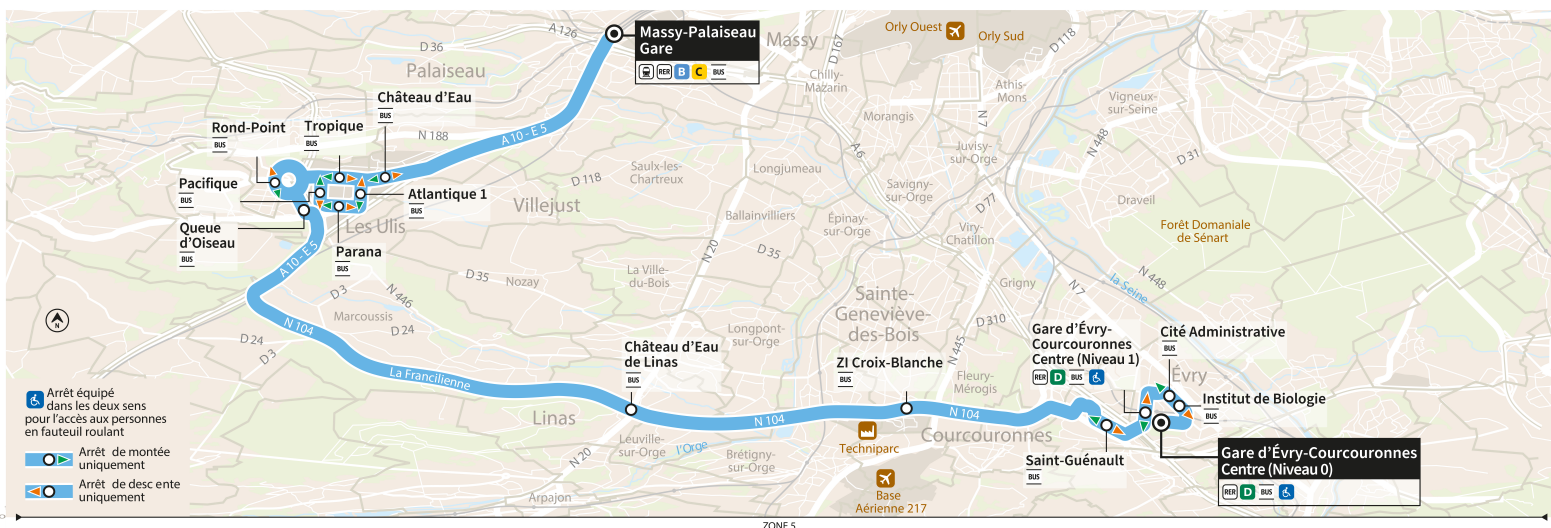 A 126
Massy-Palaiseau
Gare
RER B C BUS
Massy
D 167
Orly Ouest
Orly Sud
D 118
D 36
Palaiseau
Chilly-
Mazarin
Athis-
Mons
Vigneux-
sur-Seine
Château d'Eau
BUS
Rond-Point
BUS
Tropique
BUS
N 188
A 10 - E 5
Morangis
N 7
A 6
Juvisy-
sur-Orge
N 448
D 31
Pacifique
BUS
Saulx-les-
Chartreux
D 118
Longjumeau
Savigny-
sur-Orge
D 77
Draveil
Atlantique 1
BUS
Villejust
Ballainvilliers
Épinay-
sur-Orge
Viry-
Chatillon
Forêt Domaniale
de Sénart
Queue
d'Oiseau
BUS
Les Ulis
Parana
BUS
A 10 - E 5
N 20
D 35
D 35
Nozay
La Ville-
du-Bois
Grigny
N 7
la Seine
N 448
D 3
N 446
Marcoussis
D 24
Sainte-
Geneviève-
des-Bois
D 310
N
N 104
D 24
D 3
Longpont-
sur-Orge
N 445
Gare d'Évry-
Courcouronnes
Centre (Niveau 1)
RER D BUS
Cité Administrative
BUS
Château d'Eau
de Linas
BUS
ZI Croix-Blanche
BUS
Fleury-
Mérogis
Évry
La Francilienne
Institut de Biologie
BUS
Arrêt équipé
dans les deux sens
pour l'accès aux personnes
en fauteuil roulant
Linas
N 104
N 104
Techniparc
Courcouronnes
Leuville-
sur-Orge
l'Orge
Brétigny-
sur-Orge
N 20
Saint-Guénault
BUS
Gare d'Évry-Courcouronnes
Centre (Niveau 0)
RER D BUS
Arrêt de montée
uniquement
Arrêt de desc ente
uniquement
Arpajon
Base
Aérienne 217
ZONE 5